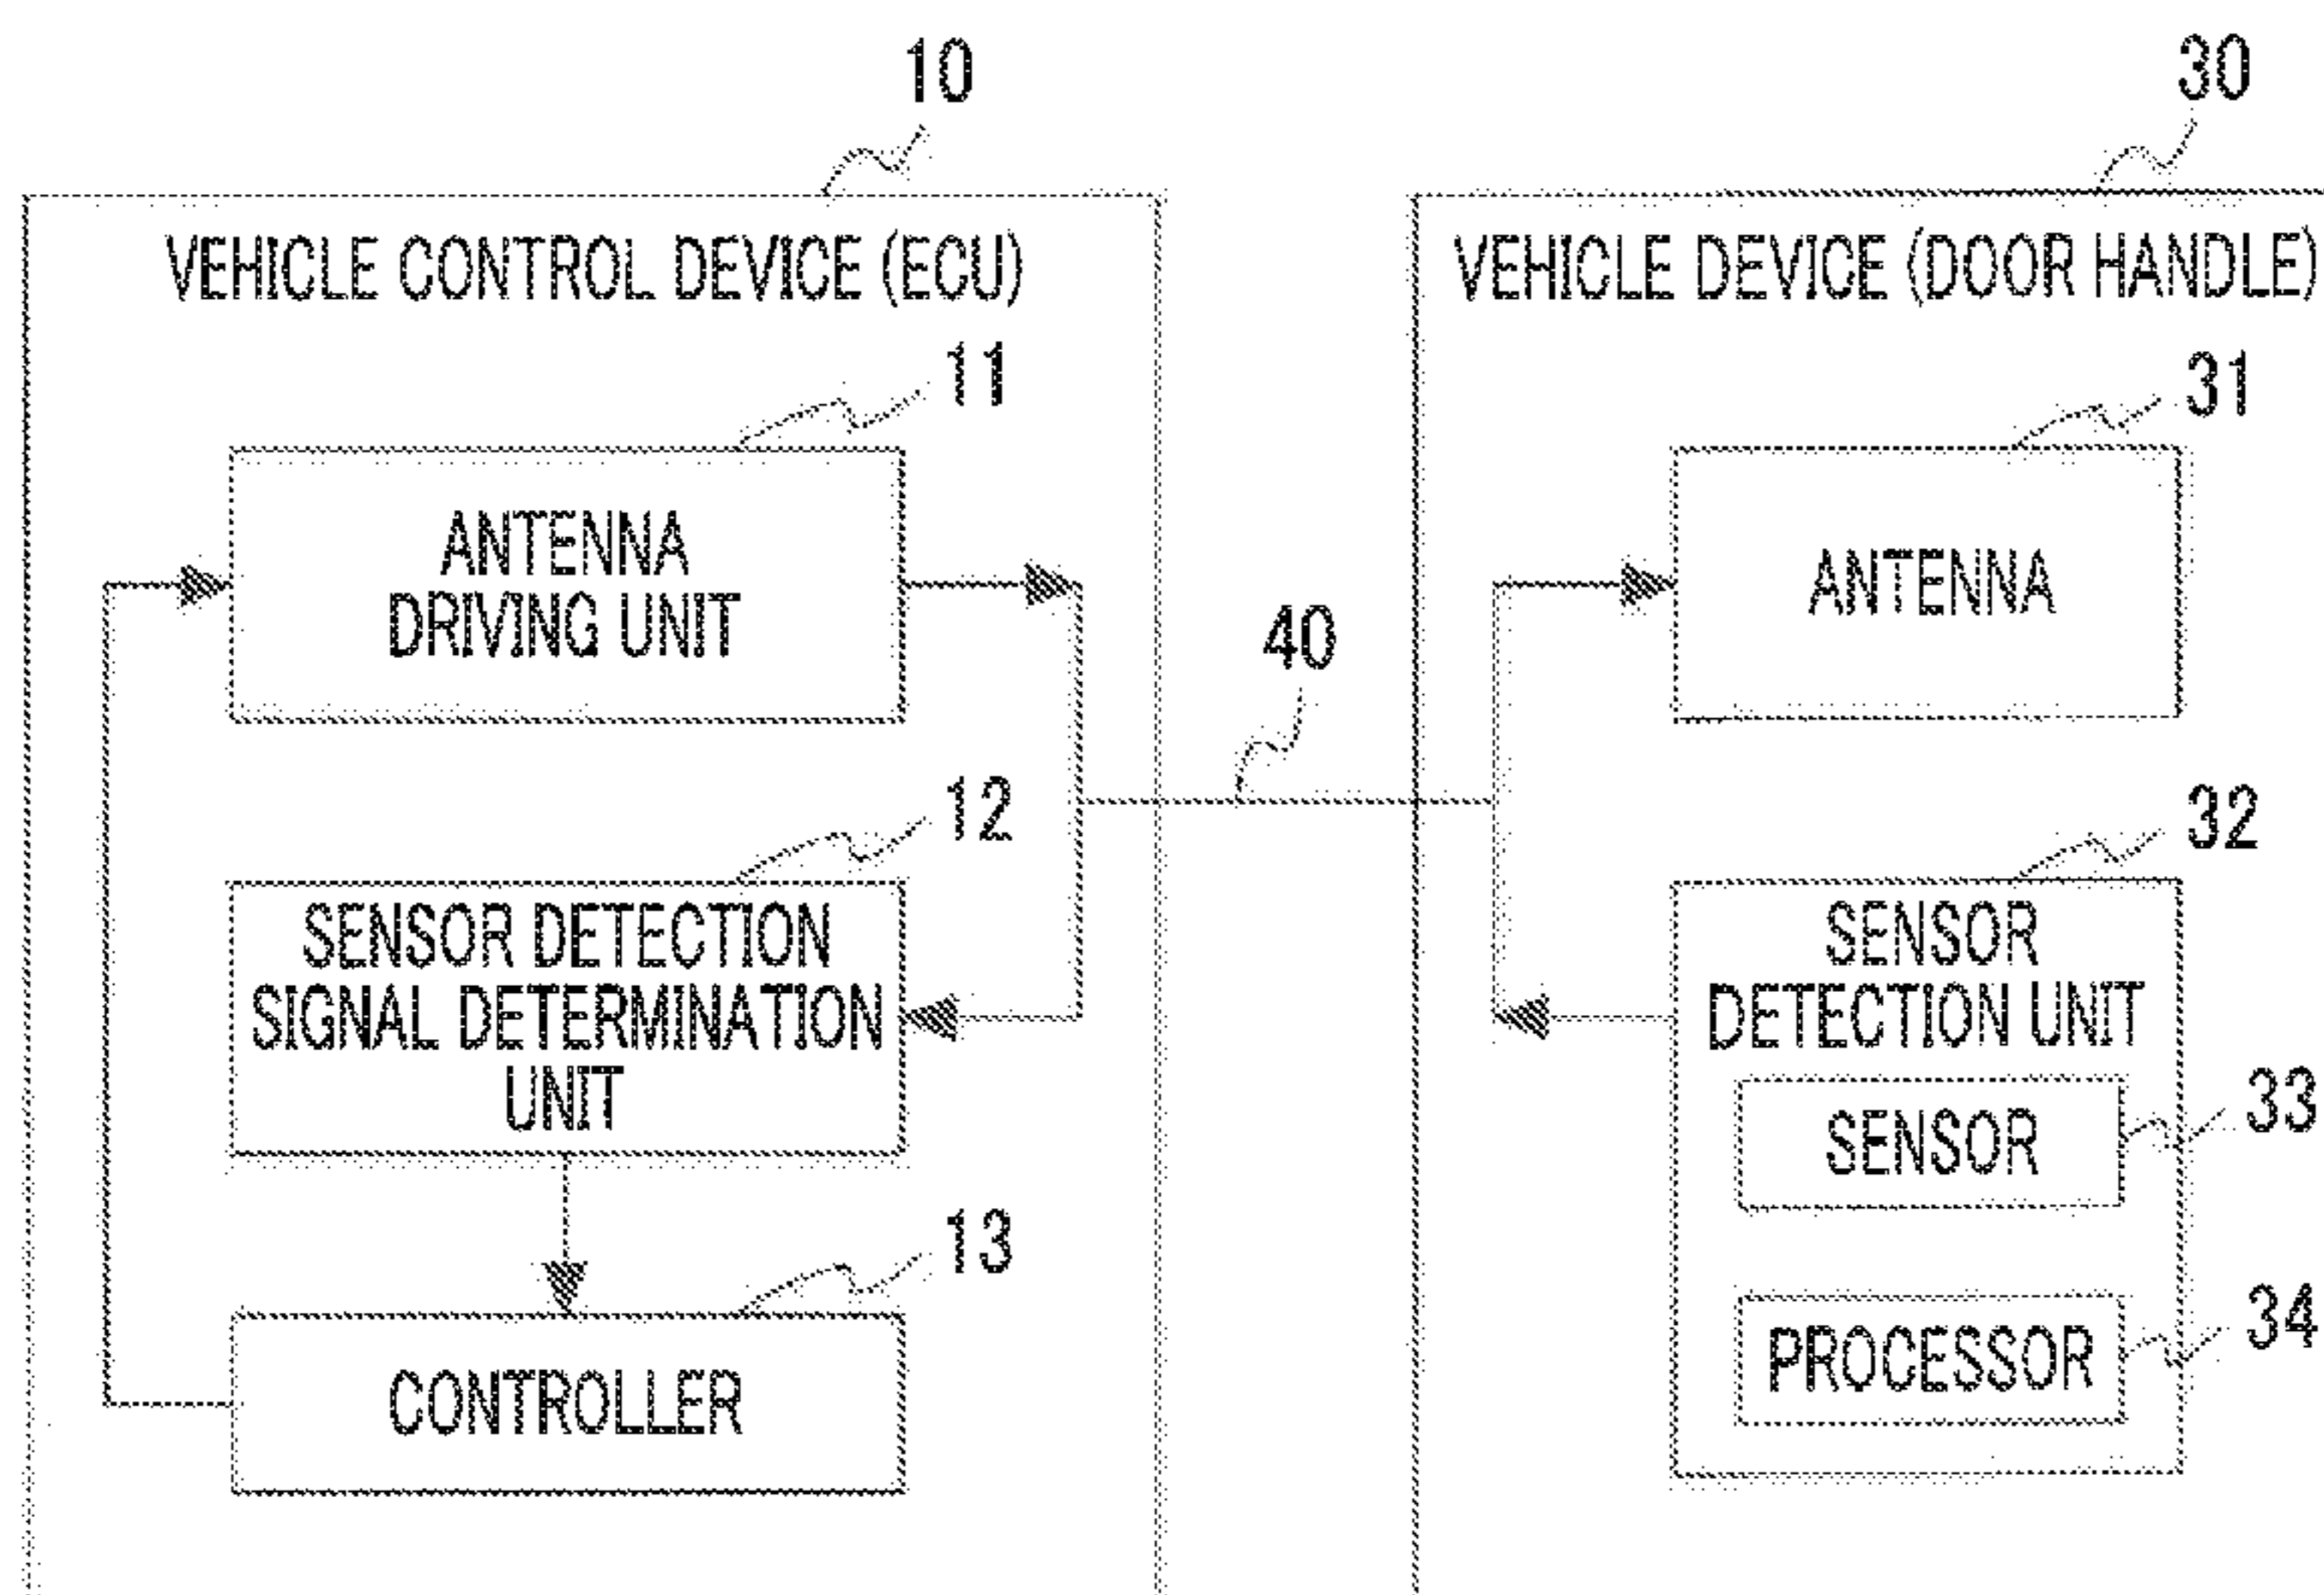 10
30
VEHICLE CONTROL DEVICE (ECU)
VEHICLE DEVICE (DOOR HANDLE)
11
31
ANTENNA
DRIVING UNIT
ANTENNA
40
12
32
SENSOR DETECTION
SIGNAL DETERMINATION
UNIT
SENSOR
DETECTION UNIT
33
SENSOR
13
34
CONTROLLER
PROCESSOR